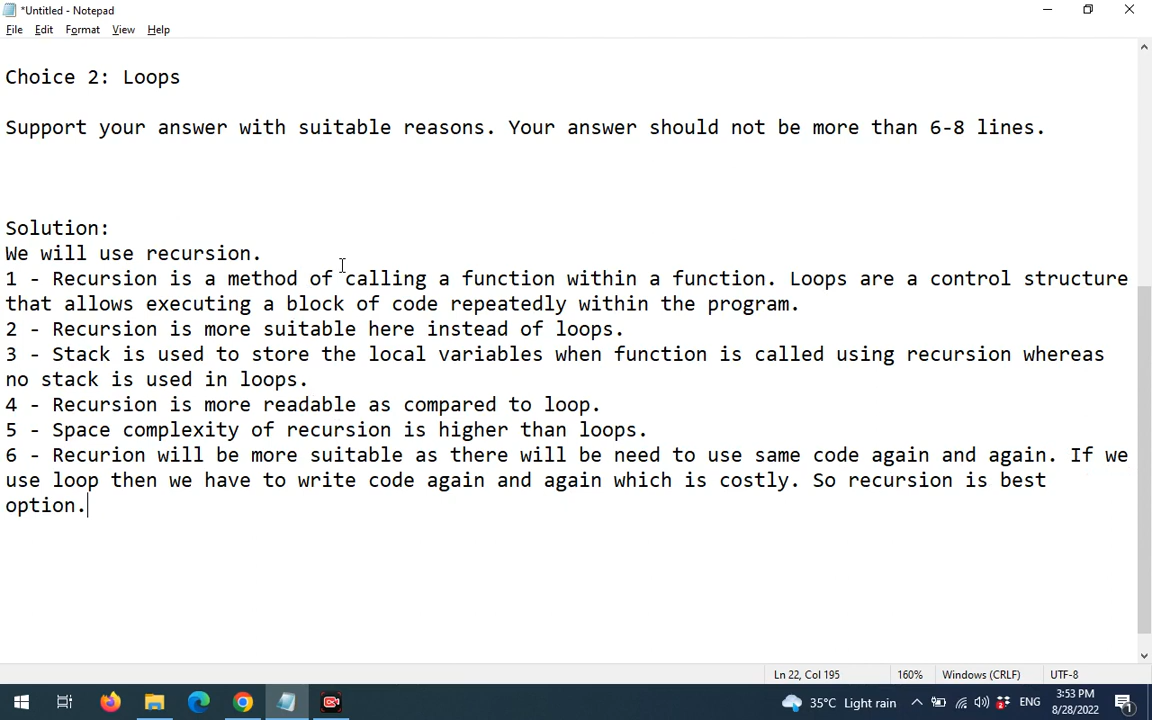 *Untitled - Notepad
File Edit Format View Help
Choice 2: Loops
Support your answer with suitable reasons. Your answer should not be more than 6-8 lines.
Solution:
We will use recursion.
1 - Recursion is a method of calling a function within a function. Loops are a control structure
that allows executing a block of code repeatedly within the program.
2 - Recursion is more suitable here instead of loops.
3 - Stack is used to store the local variables when function is called using recursion whereas
no stack is used in loops.
4 - Recursion is more readable as compared to loop.
5 - Space complexity of recursion is higher than loops.
6 - Recurion will be more suitable as there will be need to use same code again and again. If we
use loop then we have to write code again and again which is costly. So recursion is best
option.
Ln 22, Col 195 160% Windows (CRLF) UTF-8
35°C Light rain ENG 3:53 PM
8/28/2022 1